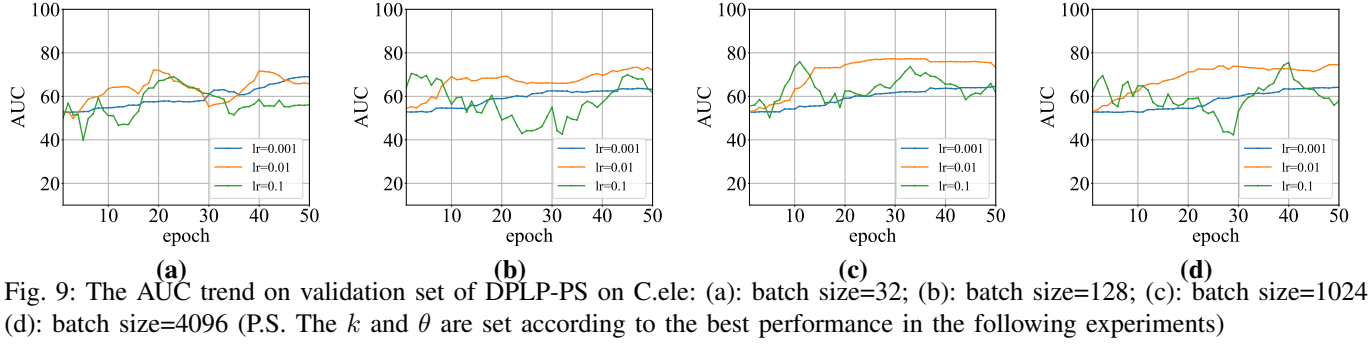 100
80
60
40
20
AUC
10 20 30 40 50
epoch
lr=0.001
lr=0.01
lr=0.1
(a)
100
80
60
40
20
AUC
10 20 30 40 50
epoch
lr=0.001
lr=0.01
lr=0.1
(b)
100
80
60
40
20
AUC
10 20 30 40 50
epoch
lr=0.001
lr=0.01
lr=0.1
(c)
100
80
60
40
20
AUC
10 20 30 40 50
epoch
lr=0.001
lr=0.01
lr=0.1
(d)
Fig. 9: The AUC trend on validation set of DPLP-PS on C.ele: (a): batch size=32; (b): batch size=128; (c): batch size=1024
(d): batch size=4096 (P.S. The k and θ are set according to the best performance in the following experiments)